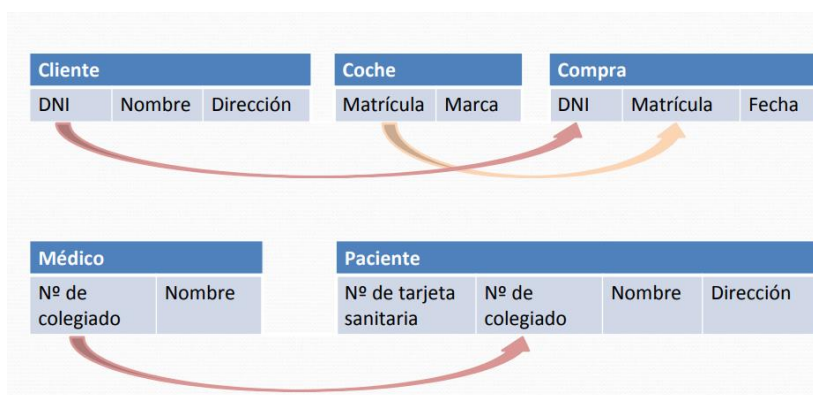 Cliente
DNI Nombre Dirección
Coche
Matrícula Marca
Compra
DNI Matrícula Fecha
Médico
Nº de colegiado Nombre
Paciente
Nº de tarjeta sanitaria Nº de colegiado Nombre Dirección